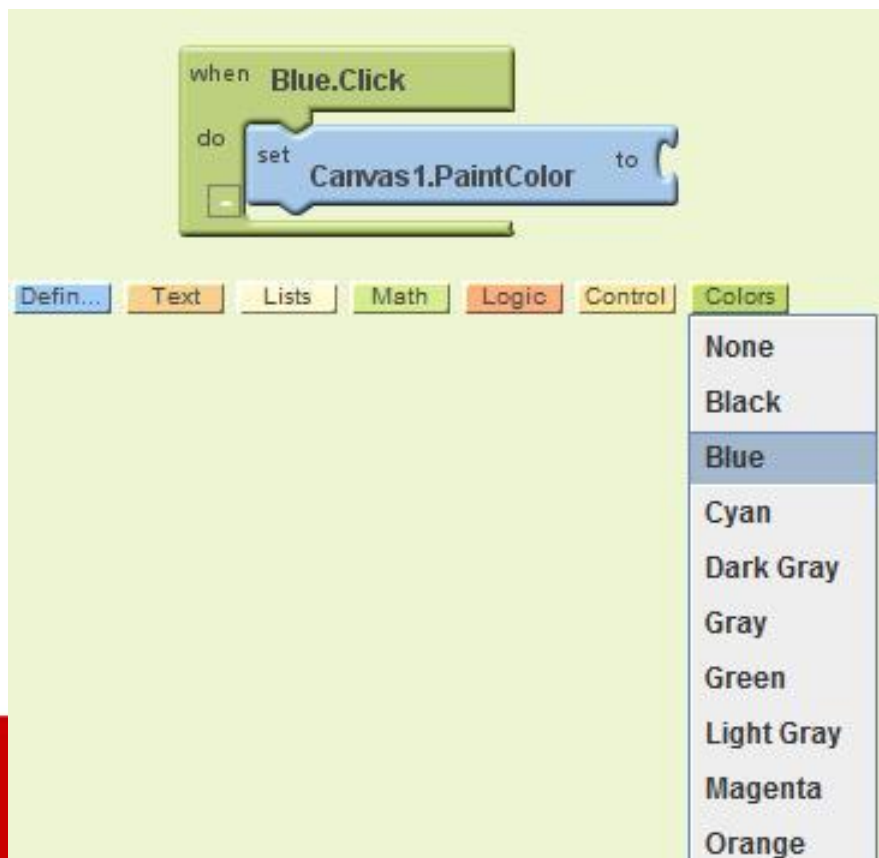 when Blue.Click
do
set Canvas1.PaintColor to
-
Defin... Text Lists Math Logic Control Colors
None
Black
Blue
Cyan
Dark Gray
Gray
Green
Light Gray
Magenta
Orange